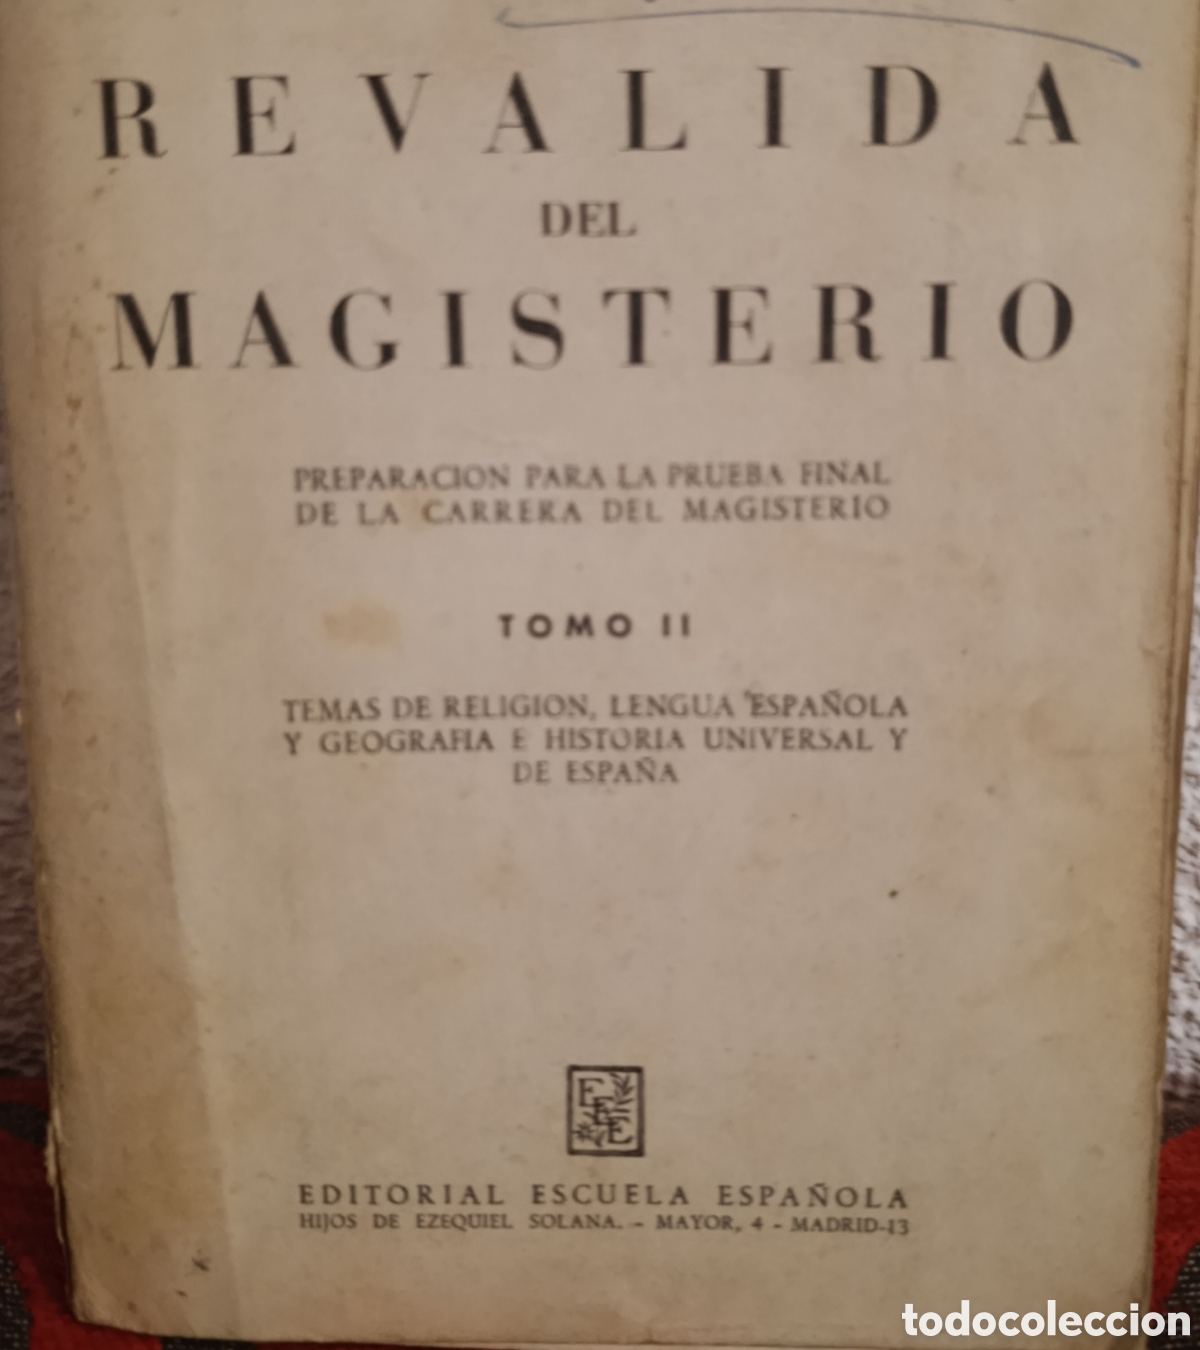 REVALIDA
DEL
MAGISTERIO
PREPARACION PARA LA PRUEBA FINAL
DE LA CARRERA DEL MAGISTERIO
TOMO II
TEMAS DE RELIGION, LENGUA ESPAÑOLA
Y GEOGRAFIA E HISTORIA UNIVERSAL Y
DE ESPAÑA
EEE
EDITORIAL ESCUELA ESPAÑOLA
HIJOS DE EZEQUIEL SOLANA. - MAYOR, 4 - MADRID-13
todocoleccion